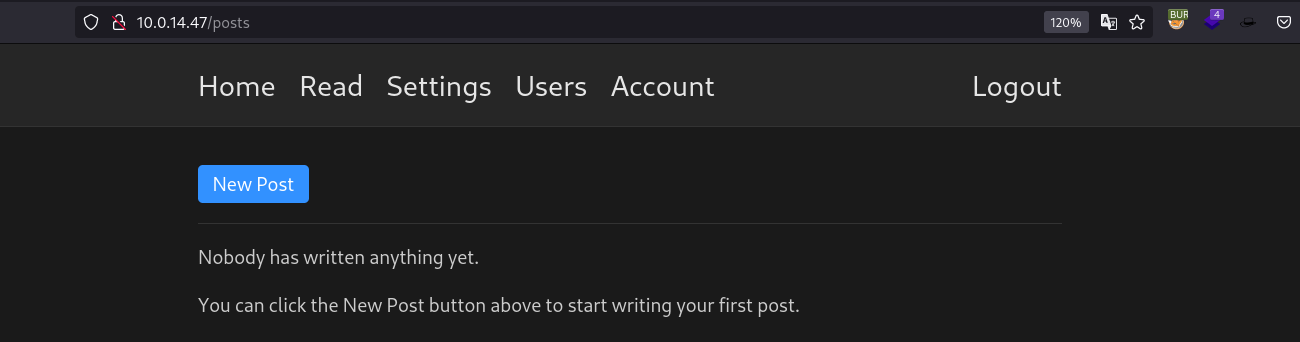 10.0.14.47/posts 120% BUR 4
Home Read Settings Users Account Logout
New Post
Nobody has written anything yet.
You can click the New Post button above to start writing your first post.